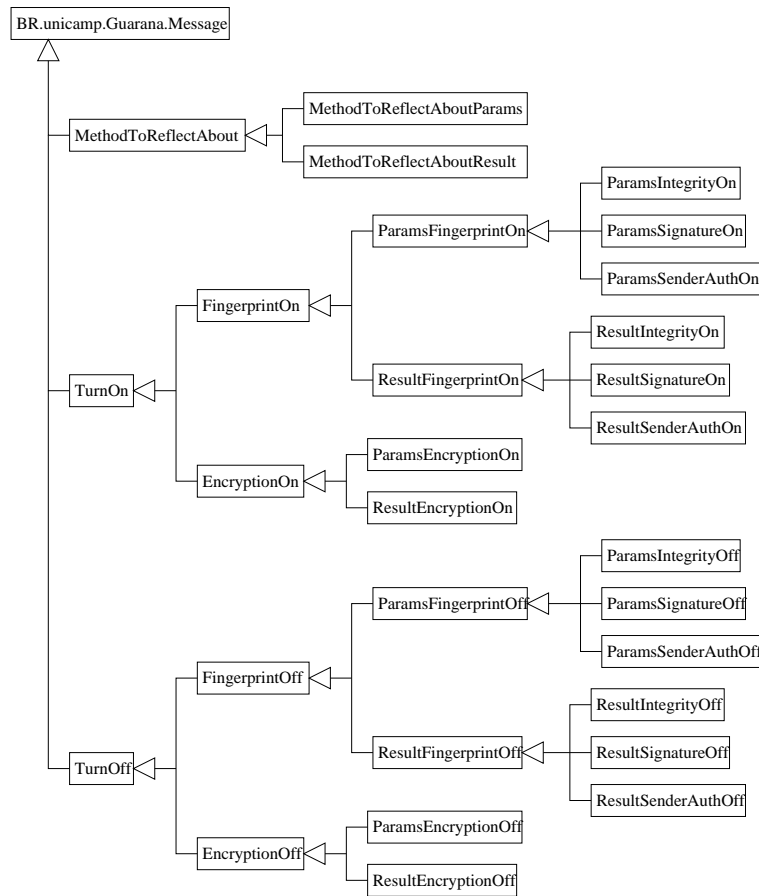 BR.unicamp.Guarana.Message
MethodToReflectAbout
MethodToReflectAboutParams
MethodToReflectAboutResult
TurnOn
FingerprintOn
ParamsFingerprintOn
ParamsIntegrityOn
ParamsSignatureOn
ParamsSenderAuthOn
ResultFingerprintOn
ResultIntegrityOn
ResultSignatureOn
ResultSenderAuthOn
EncryptionOn
ParamsEncryptionOn
ResultEncryptionOn
TurnOff
FingerprintOff
ParamsFingerprintOff
ParamsIntegrityOff
ParamsSignatureOff
ParamsSenderAuthOff
ResultFingerprintOff
ResultIntegrityOff
ResultSignatureOff
ResultSenderAuthOff
EncryptionOff
ParamsEncryptionOff
ResultEncryptionOff